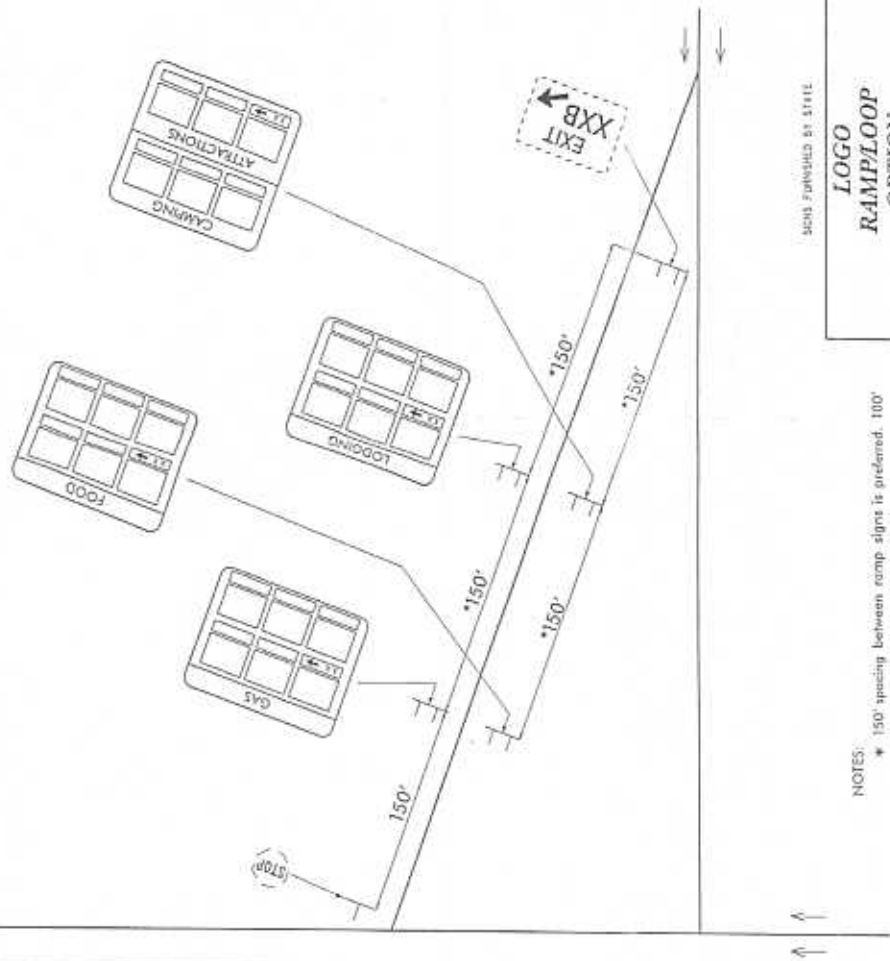 CAMPING
ATTRACTIONS
EXIT
XXB
FOOD
LODGING
GAS
STOP
*150'
*150'
*150'
*150'
150'
SIGNS FURNISHED BY STATE
LOGO
RAMP/LOOP
NOTES:
* 150' spacing between ramp signs is preferred. 100'